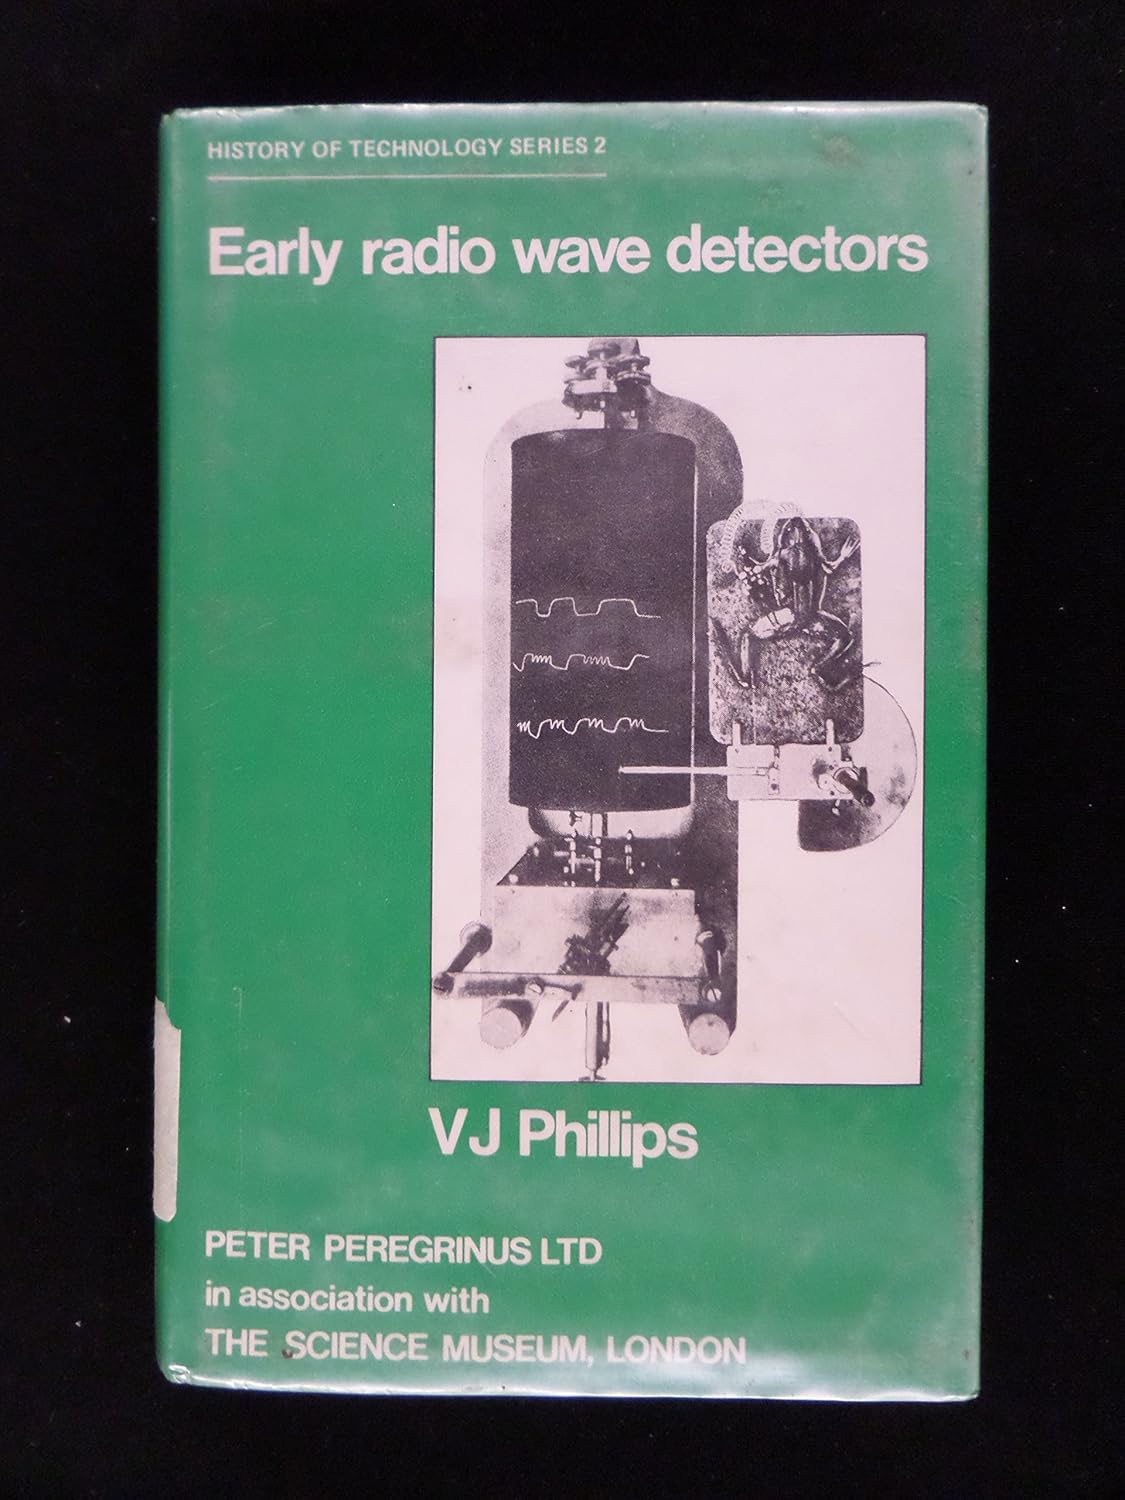 HISTORY OF TECHNOLOGY SERIES 2
Early radio wave detectors
VJ Phillips
PETER PEREGRINUS LTD
in association with
THE SCIENCE MUSEUM, LONDON